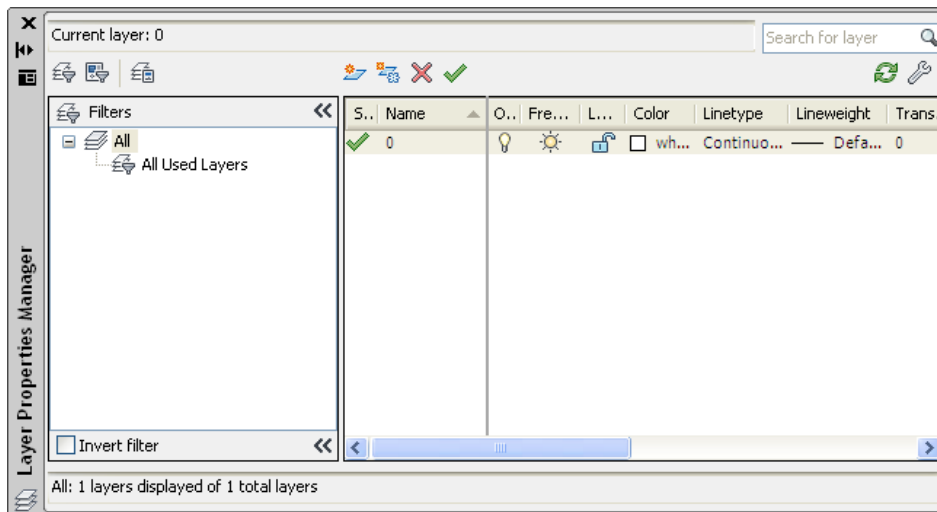 Current layer: 0
Search for layer
Filters
S.. Name O.. Fre... L... Color Linetype Lineweight Trans
All
0 wh... Continuo... Defa... 0
All Used Layers
Invert filter
All: 1 layers displayed of 1 total layers
Layer Properties Manager